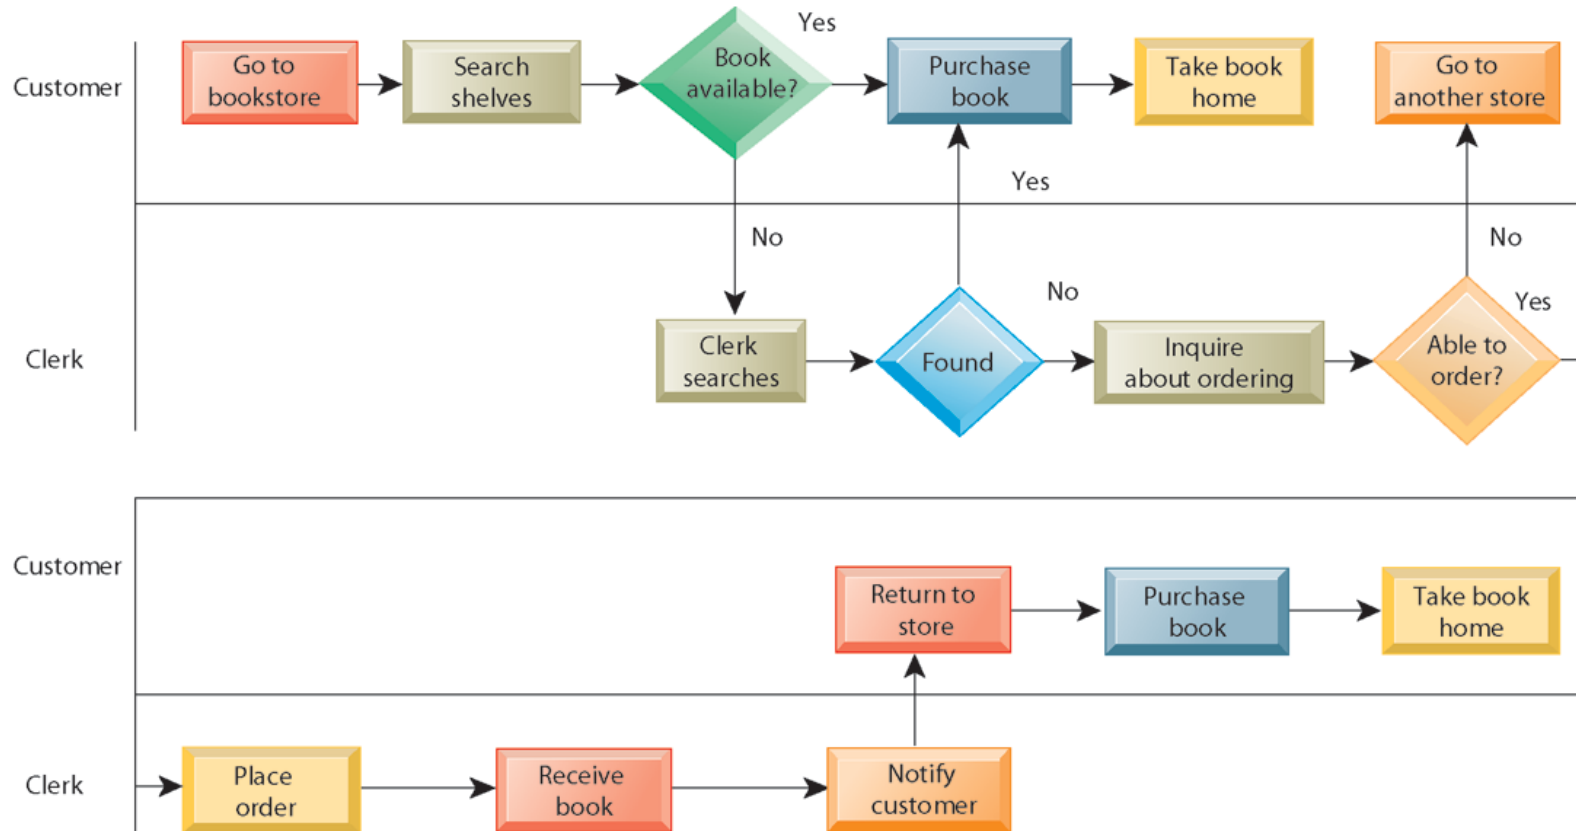 Customer
Go to
bookstore
Search
shelves
Book
available?
Yes
Purchase
book
Take book
home
Go to
another store
Yes
No
No
No
Yes
Clerk
Clerk
searches
Found
Inquire
about ordering
Able to
order?
Customer
Return to
store
Purchase
book
Take book
home
Clerk
Place
order
Receive
book
Notify
customer